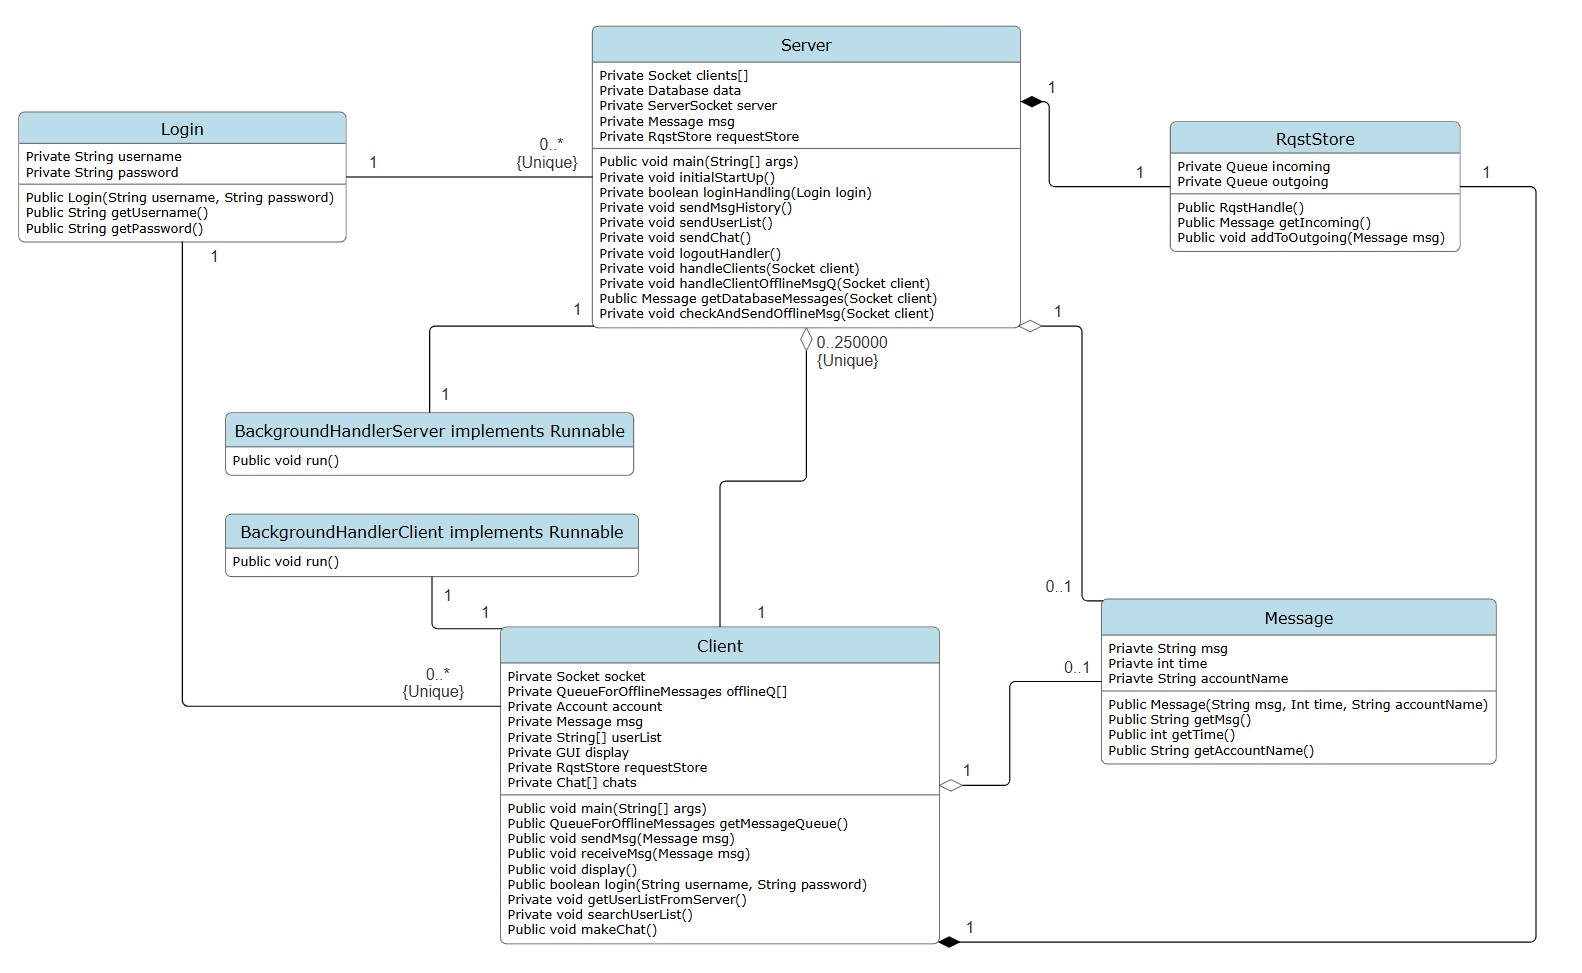 Server
Private Socket clients[]
Private Database data
Private ServerSocket server
Private Message msg
Private RqstStore requestStore
Public void main(String[] args)
Private void initialStartUp()
Private boolean loginHandling(Login login)
Private void sendMsgHistory()
Private void sendUserList()
Private void sendChat()
Private void logoutHandler()
Private void handleClients(Socket client)
Private void handleClientOfflineMsgQ(Socket client)
Public Message getDatabaseMessages(Socket client)
Private void checkAndSendOfflineMsg(Socket client)
Login
Private String username
Private String password
Public Login(String username, String password)
Public String getUsername()
Public String getPassword()
1
0..*
{Unique}
1
1
1
RqstStore
Private Queue incoming
Private Queue outgoing
Public RqstHandle()
Public Message getIncoming()
Public void addToOutgoing(Message msg)
1
1
1
BackgroundHandlerServer implements Runnable
Public void run()
0..250000
{Unique}
1
1
0..1
BackgroundHandlerClient implements Runnable
Public void run()
1
1
0..*
{Unique}
Client
Pirvate Socket socket
Private QueueForOfflineMessages offlineQ[]
Private Account account
Private Message msg
Private String[] userList
Private GUI display
Private RqstStore requestStore
Private Chat[] chats
Public void main(String[] args)
Public QueueForOfflineMessages getMessageQueue()
Public void sendMsg(Message msg)
Public void receiveMsg(Message msg)
Public void display()
Public boolean login(String username, String password)
Private void getUserListFromServer()
Private void searchUserList()
Public void makeChat()
0..1
1
1
Message
Priavte String msg
Priavte int time
Priavte String accountName
Public Message(String msg, Int time, String accountName)
Public String getMsg()
Public int getTime()
Public String getAccountName()